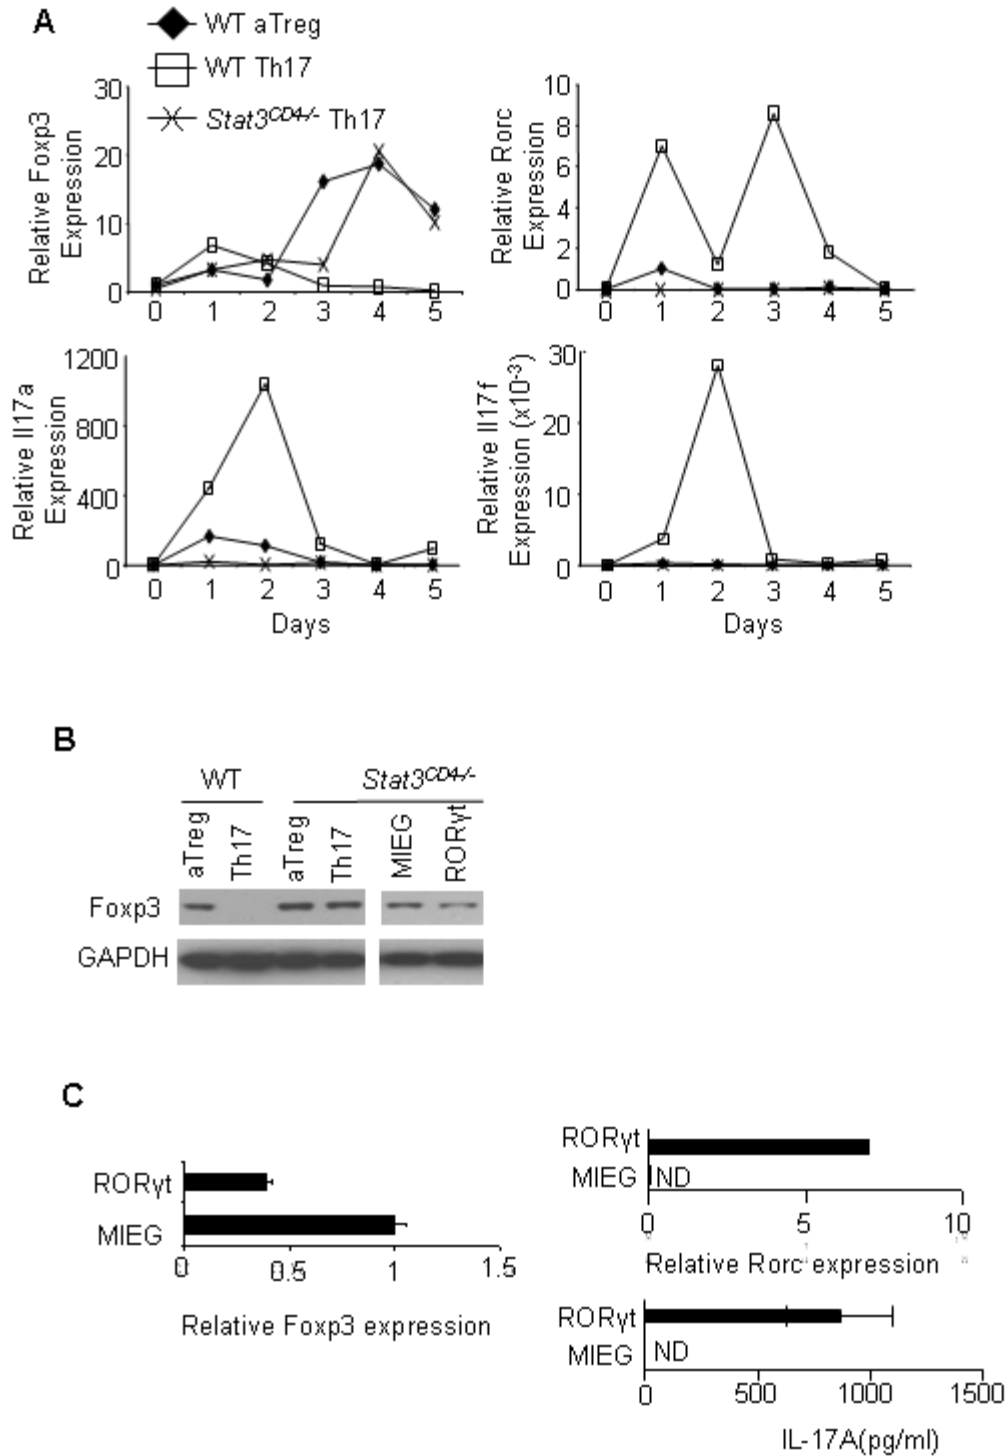 A
WT aTreg
WT Th17
Stat3CD4-/- Th17
Relative Foxp3
Expression
30
20
10
0
0 1 2 3 4 5
Relative Rorc
Expression
10
8
6
4
2
0
0 1 2 3 4 5
Relative Il17a
Expression
1200
800
400
0
0 1 2 3 4 5
Days
Relative Il17f
Expression (x10-3)
30
20
10
0
0 1 2 3 4 5
Days
B
WT Stat3CD4-/-
aTreg Th17 aTreg Th17 MIEG RORγt
Foxp3
GAPDH
C
RORγt
MIEG
0 0.5 1 1.5
Relative Foxp3 expression
RORγt
MIEG ND
0 5 10
Relative Rorc expression
RORγt
MIEG ND
0 500 1000 1500
IL-17A(pg/ml)